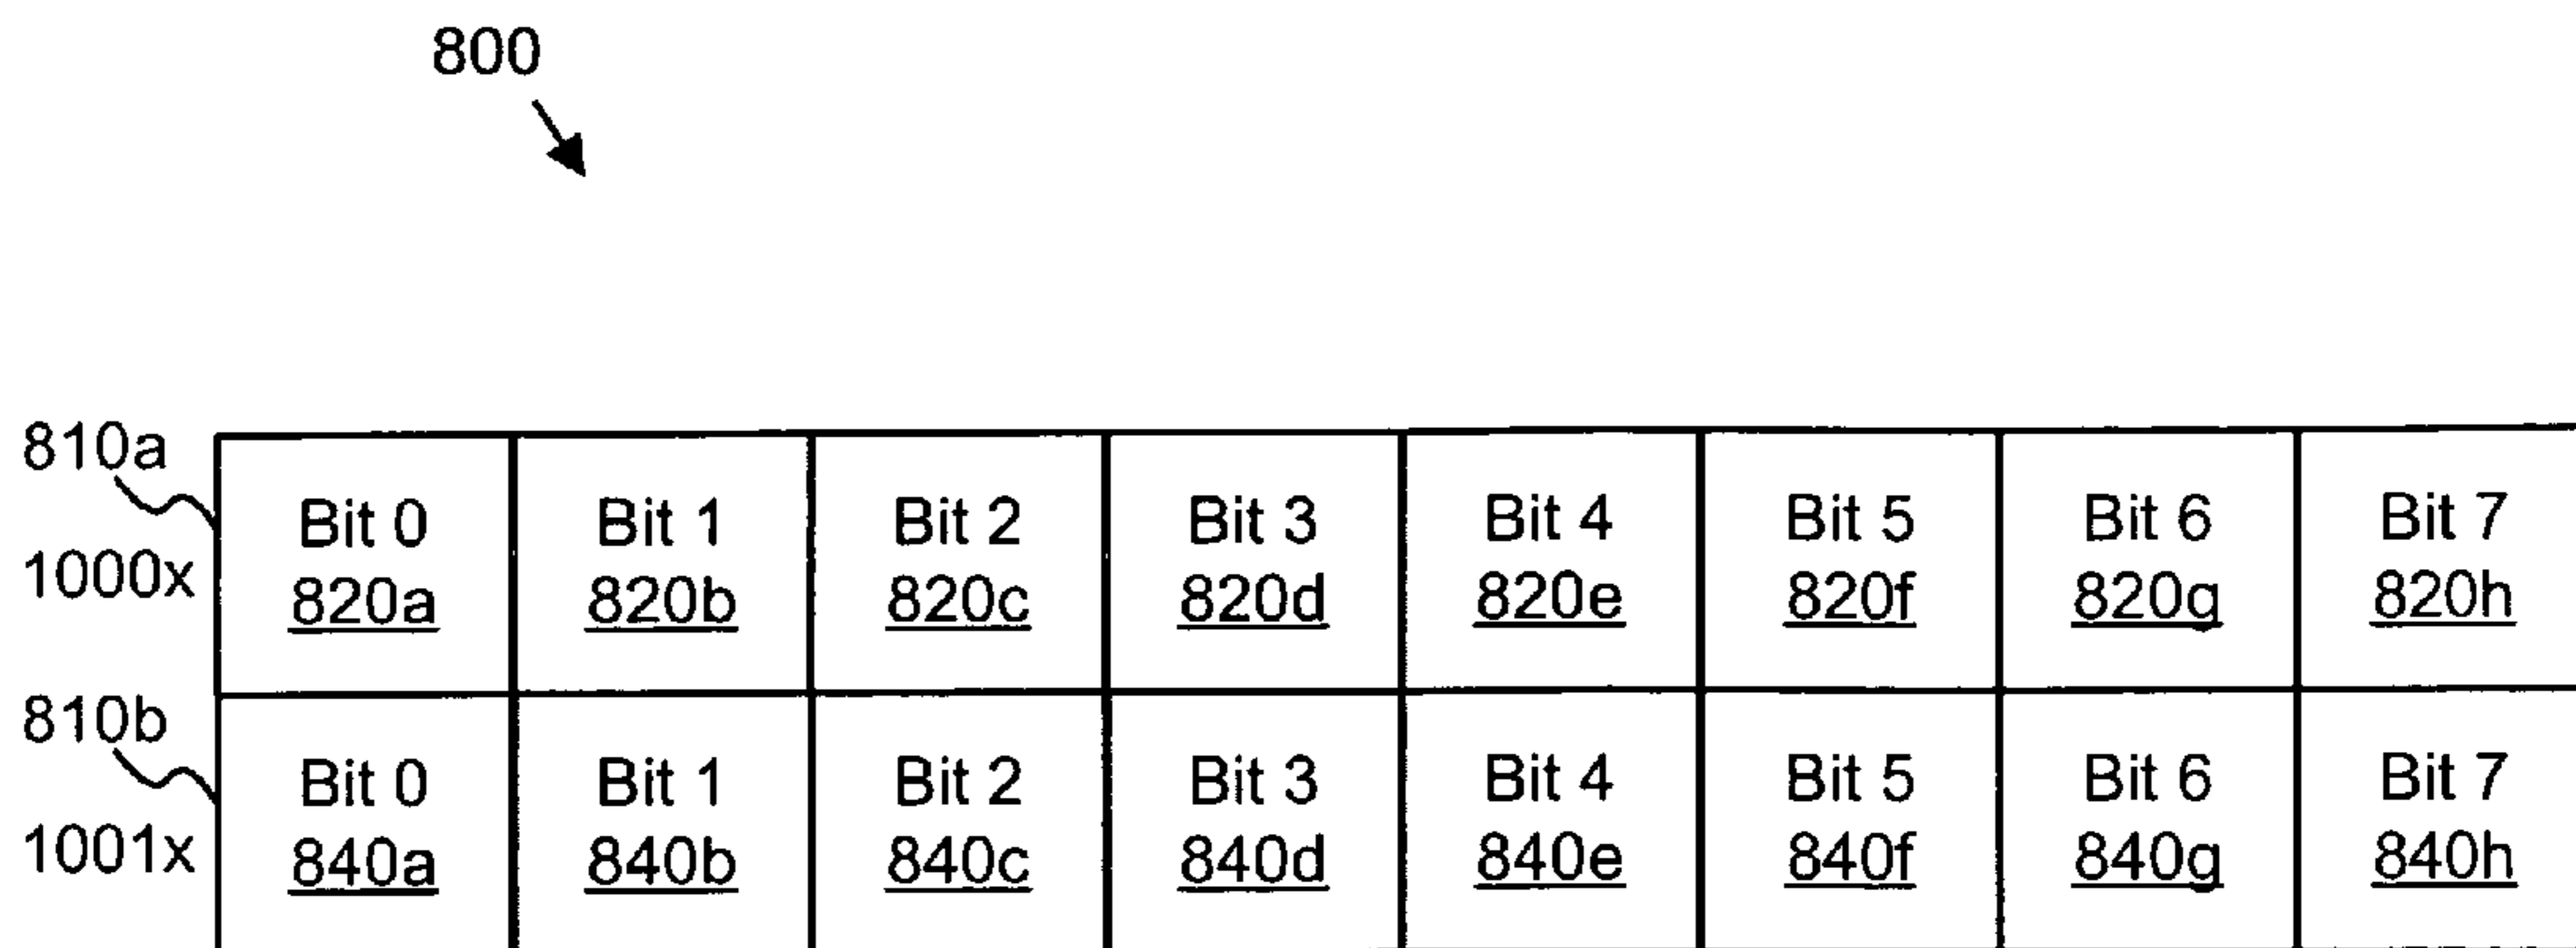 800
810a
Bit 0 Bit 1 Bit 2 Bit 3 Bit 4 Bit 5 Bit 6 Bit 7
1000x
820a 820b 820c 820d 820e 820f 820g 820h
810b
Bit 0 Bit 1 Bit 2 Bit 3 Bit 4 Bit 5 Bit 6 Bit 7
1001x
840a 840b 840c 840d 840e 840f 840g 840h